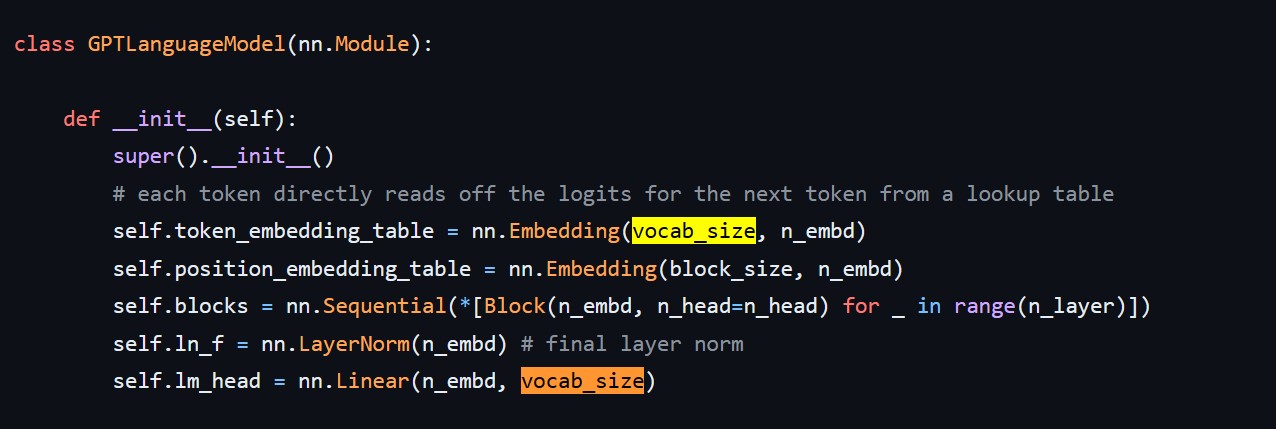 class GPTLanguageModel(nn.Module):
def __init__(self):
super().__init__()
# each token directly reads off the logits for the next token from a lookup table
self.token_embedding_table = nn.Embedding(vocab_size, n_embd)
self.position_embedding_table = nn.Embedding(block_size, n_embd)
self.blocks = nn.Sequential(*[Block(n_embd, n_head=n_head) for _ in range(n_layer)])
self.ln_f = nn.LayerNorm(n_embd) # final layer norm
self.lm_head = nn.Linear(n_embd, vocab_size)